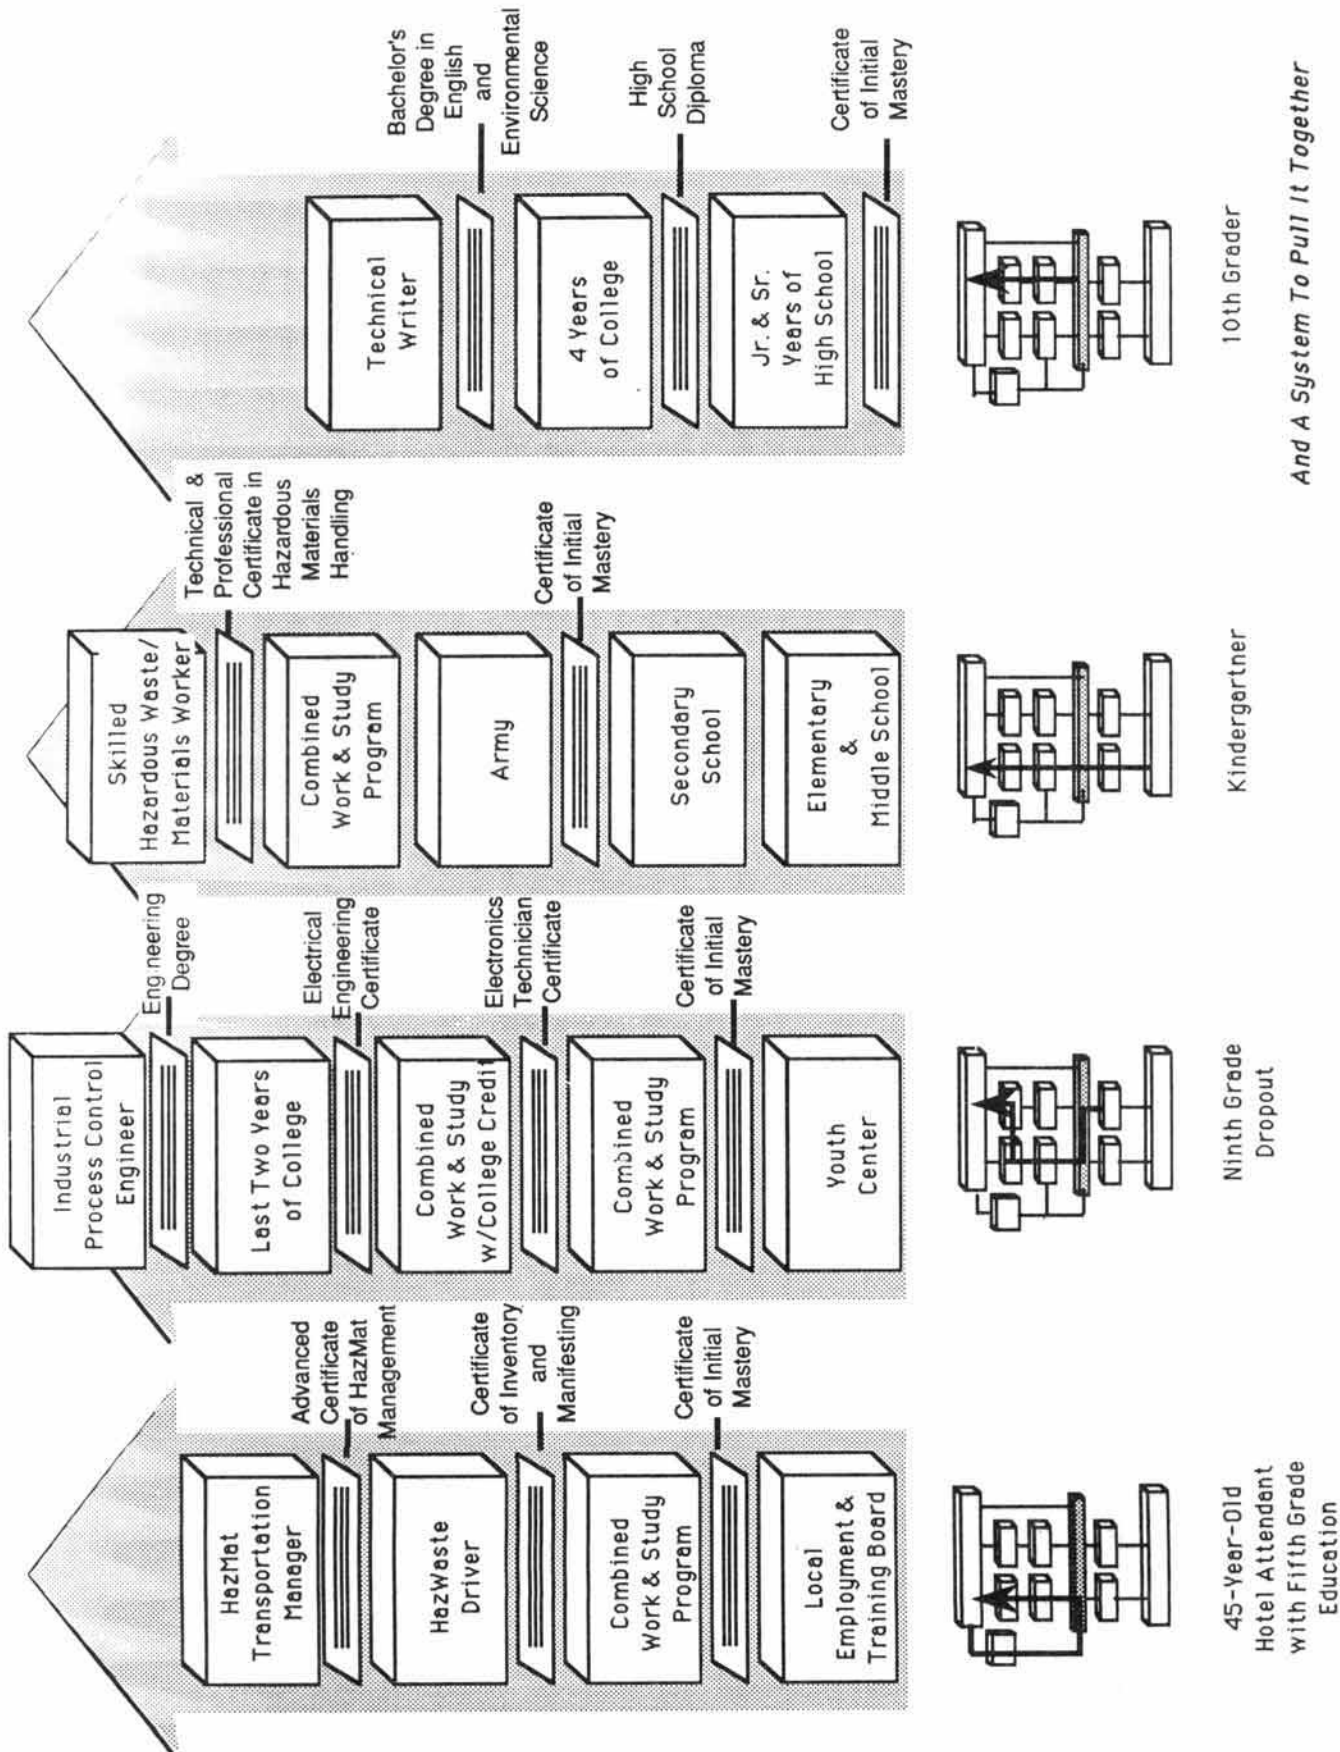 Industrial
Process Control
Engineer
Engineering
Degree
Last Two Years
of College
Electrical
Engineering
Certificate
Combined
Work & Study
w/College Credit
Electronics
Technician
Certificate
Combined
Work & Study
Program
Certificate
of Initial
Mastery
Youth
Center
Ninth Grade
Dropout
HazMat
Transportation
Manager
Advanced
Certificate
of HazMat
Management
HazWaste
Driver
Certificate
of Inventory
and
Manifesting
Combined
Work & Study
Program
Certificate
of Initial
Mastery
Local
Employment &
Training Board
45-Year-Old
Hotel Attendant
with Fifth Grade
Education
Skilled
Hazardous Waste/
Materials Worker
Technical &
Professional
Certificate in
Hazardous
Materials
Handling
Combined
Work & Study
Program
Army
Certificate
of Initial
Mastery
Secondary
School
Elementary
&
Middle School
Kindergartner
Technical
Writer
Bachelor's
Degree in
English
and
Environmental
Science
4 Years
of College
High
School
Diploma
Jr. & Sr.
Years of
High School
Certificate
of Initial
Mastery
10th Grader
And A System To Pull It Together